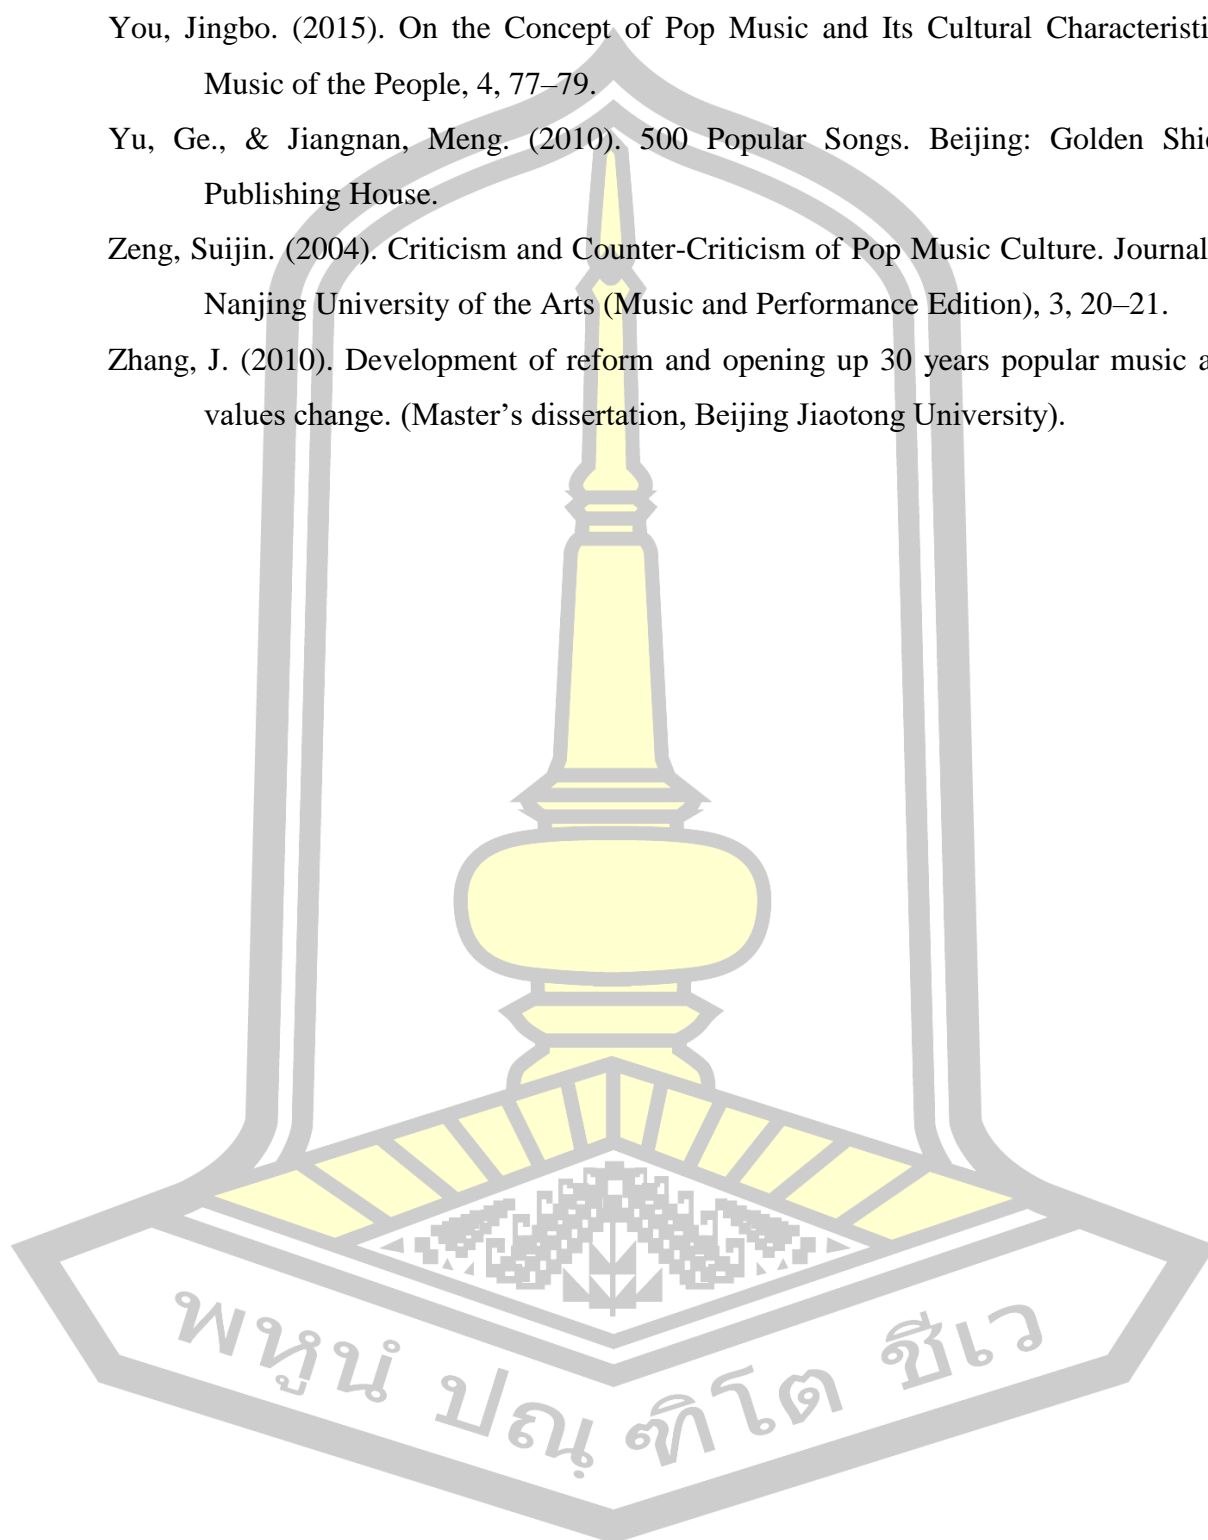 You, Jingbo. (2015). On the Concept of Pop Music and Its Cultural
Music of the People, 4, 77–79.
Yu, Ge., & Jiangnan, Meng. (2010). 500 Popular Songs. Beijing: Golden
Publishing House.
Zeng, Suijin. (2004). Criticism and Counter-Criticism of Pop Music Culture. Journal
Nanjing University of the Arts (Music and Performance Edition), 3, 20–21.
Zhang, J. (2010). Development of reform and opening up 30 years popular music
values change. (Master’s dissertation, Beijing Jiaotong University).
พหูนํ ปณฺฑิโต ชีเว